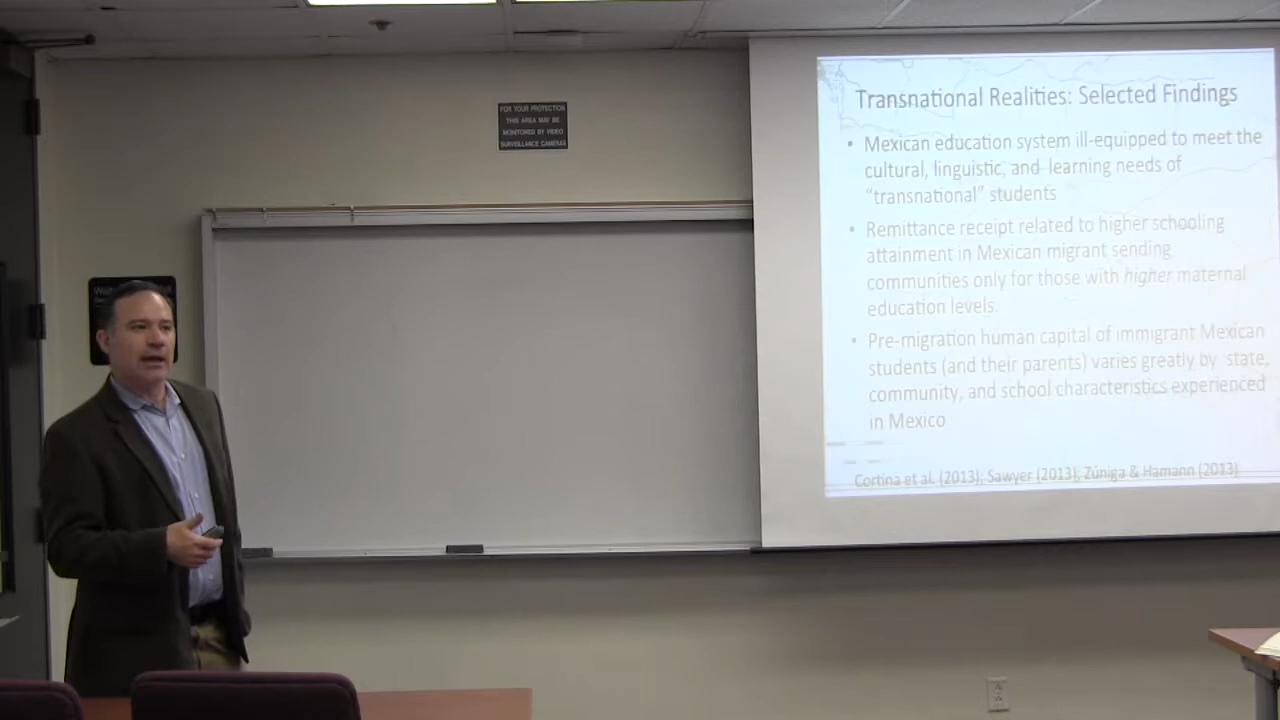 FOR YOUR PROTECTION
THIS AREA MAY BE
MONITORED BY VIDEO
SURVEILLANCE CAMERAS
Transnational Realities: Selected Findings
• Mexican education system ill-equipped to meet the
cultural, linguistic, and learning needs of
“transnational” students
• Remittance receipt related to higher schooling
attainment in Mexican migrant sending
communities only for those with higher maternal
education levels.
• Pre-migration human capital of immigrant Mexican
students (and their parents) varies greatly by state,
community, and school characteristics experienced
in Mexico
Cortina et al. (2013); Sawyer (2013); Zúniga & Hamann (2013)